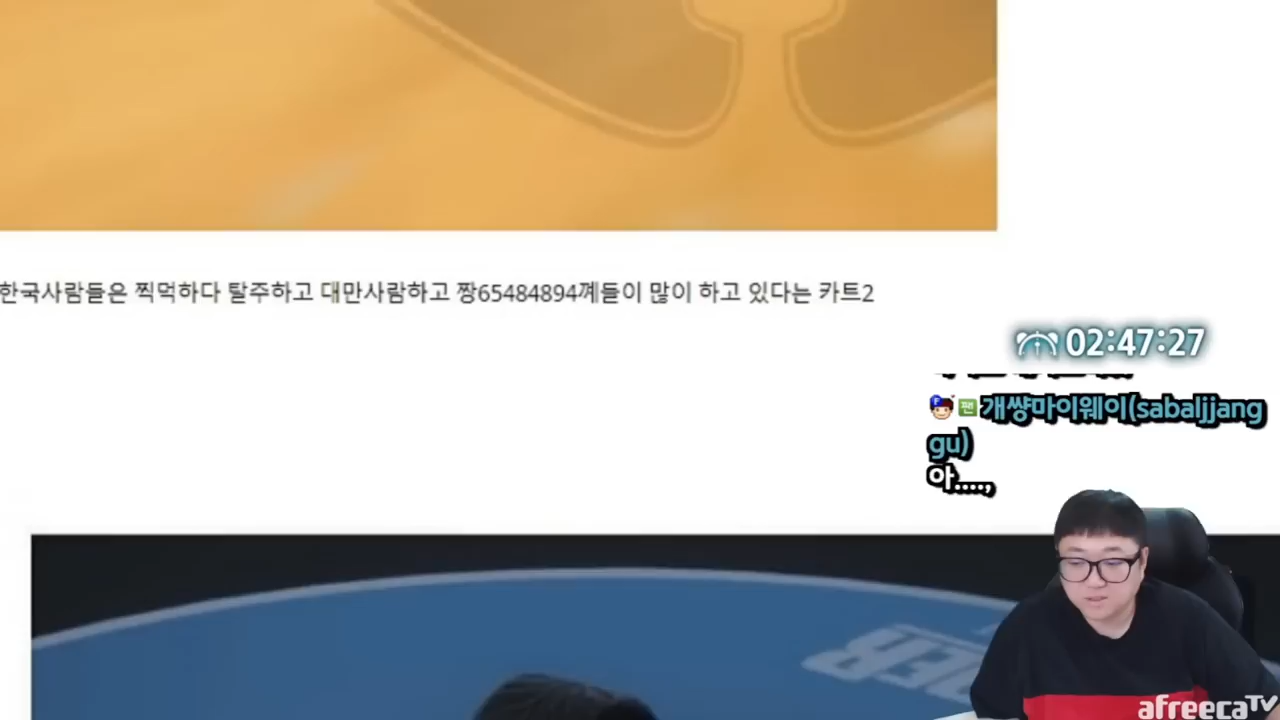 한국사람들은 찍먹하다 탈주하고 대만사람하고 짱65484894꼐들이 많이 하고 있다는 카트2
02:47:27
팬 개썅마이웨이(sabaljjang
gu)
아....,
afreecaTV